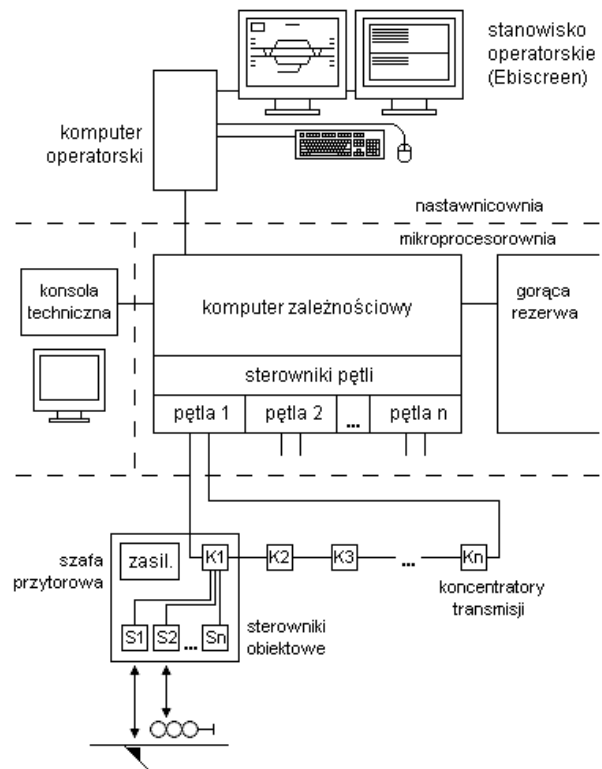 stanowisko
operatorskie
(Ebiscreen)
komputer
operatorski
nastawnicownia
mikroprocesorownia
konsola
techniczna
komputer zależnościowy
gorąca
rezerwa
sterowniki pętli
pętla 1
pętla 2
...
pętla n
szafa
przytorowa
zasil.
K1
K2
K3
...
Kn
koncentratory
transmisji
S1
S2
...
Sn
sterowniki
obiektowe